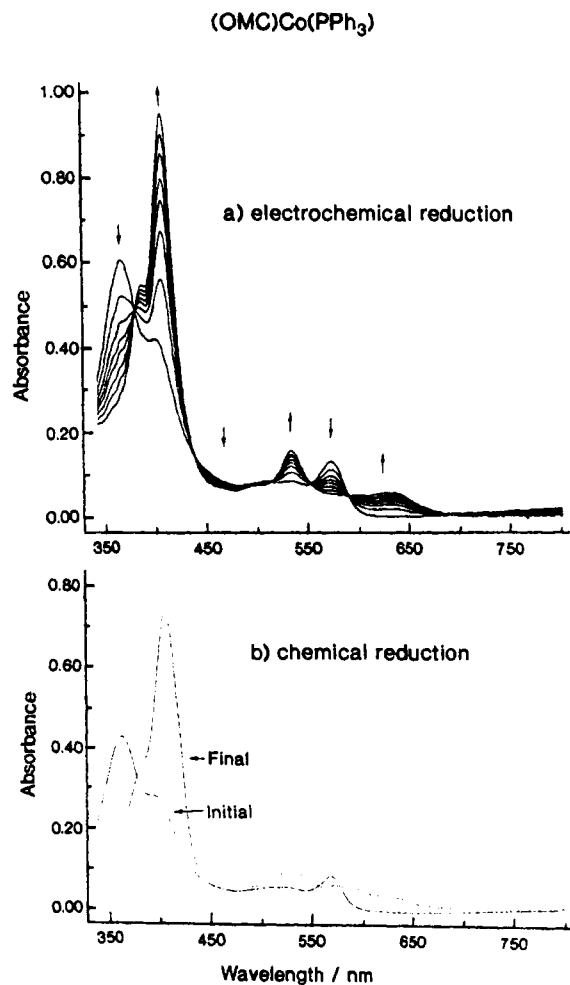 (OMC)Co(PPh3)
1.00
0.80
0.60
0.40
0.20
0.00
Absorbance
a) electrochemical reduction
350 450 550 650 750
0.80
0.60
0.40
0.20
0.00
Absorbance
b) chemical reduction
Final
Initial
350 450 550 650 750
Wavelength / nm